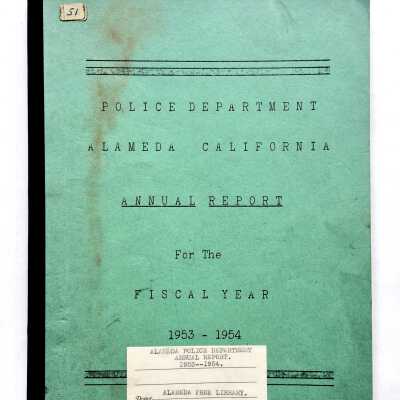 51
POLICE DEPARTMENT
ALAMEDA CALIFORNIA
ANNUAL REPORT
For The
FISCAL YEAR
1953 - 1954
ALAMEDA POLICE DEPARTMENT
ANNUAL REPORT.
1953--1954.
ALAMEDA FREE LIBRARY.